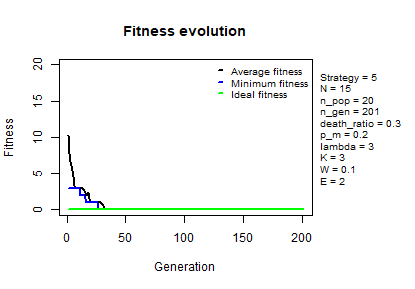 Fitness evolution
Fitness
20
15
10
5
0
Average fitness
Minimum fitness
Ideal fitness
Strategy = 5
N = 15
n_pop = 20
n_gen = 201
death_ratio = 0.3
p_m = 0.2
lambda = 3
K = 3
W = 0.1
E = 2
0 50 100 150 200
Generation